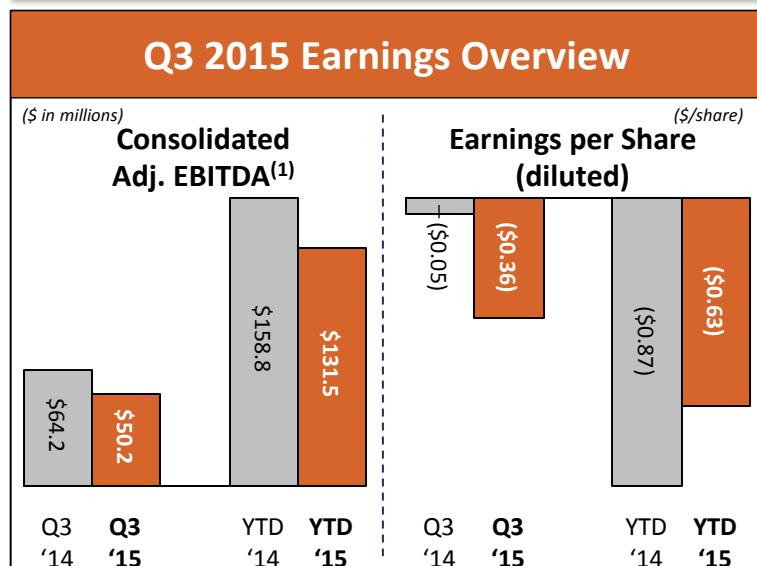 Q3 2015 Earnings Overview
($ in millions)
($/share)
Consolidated
Adj. EBITDA(1)
Earnings per Share
(diluted)
$64.2
$50.2
$158.8
$131.5
($0.05)
($0.36)
($0.87)
($0.63)
Q3
‘14
Q3
‘15
YTD
‘14
YTD
‘15
Q3
‘14
Q3
‘15
YTD
‘14
YTD
‘15